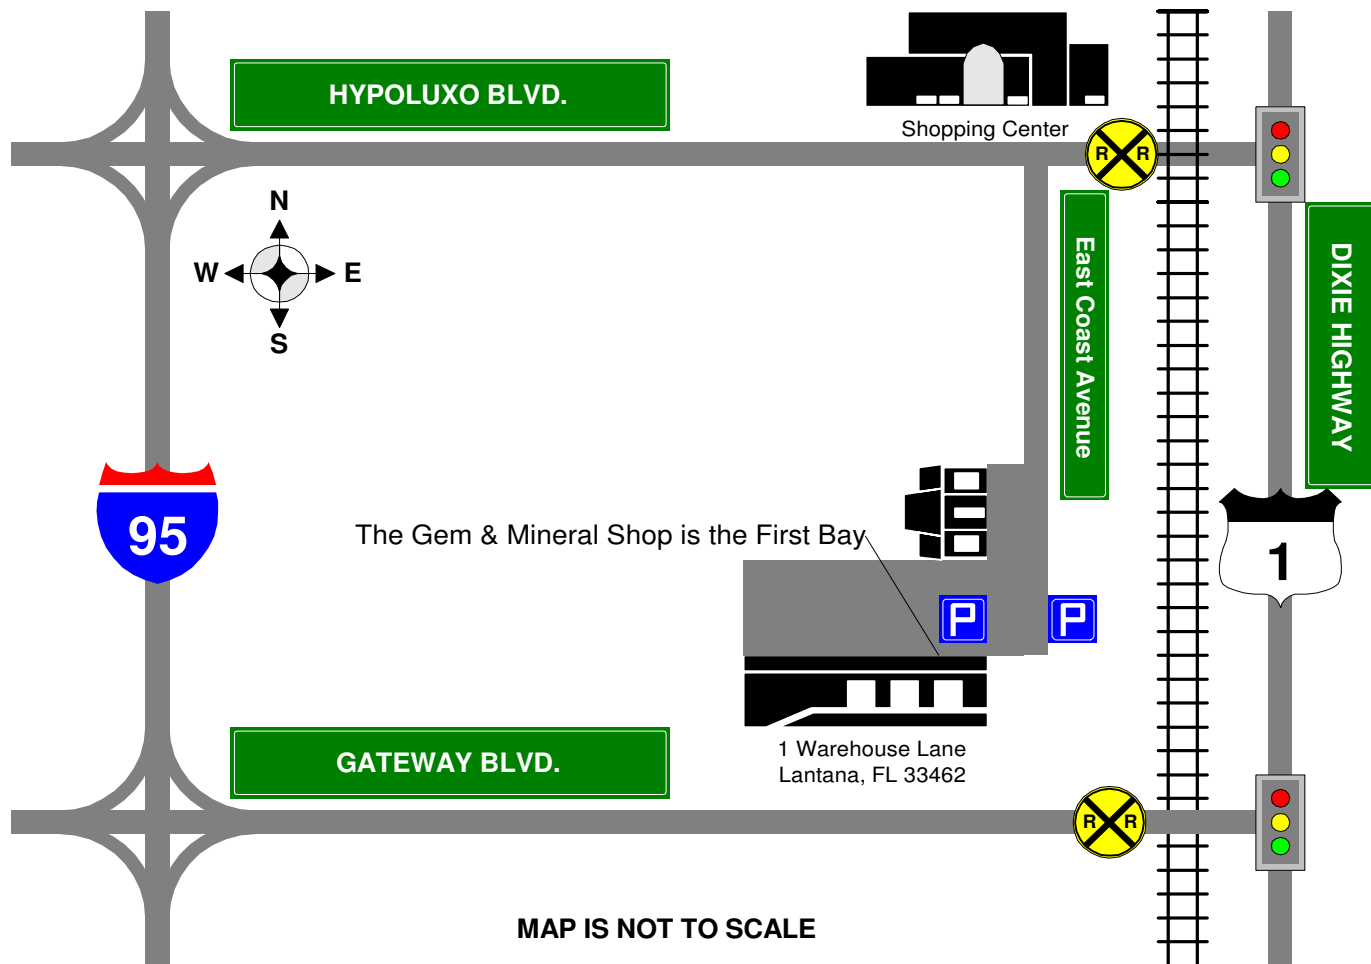 HYPOLUXO BLVD.
Shopping Center
R R
N
W E
S
East Coast Avenue
DIXIE HIGHWAY
95
The Gem & Mineral Shop is the First Bay
1
P P
1 Warehouse Lane
Lantana, FL 33462
GATEWAY BLVD.
R R
MAP IS NOT TO SCALE